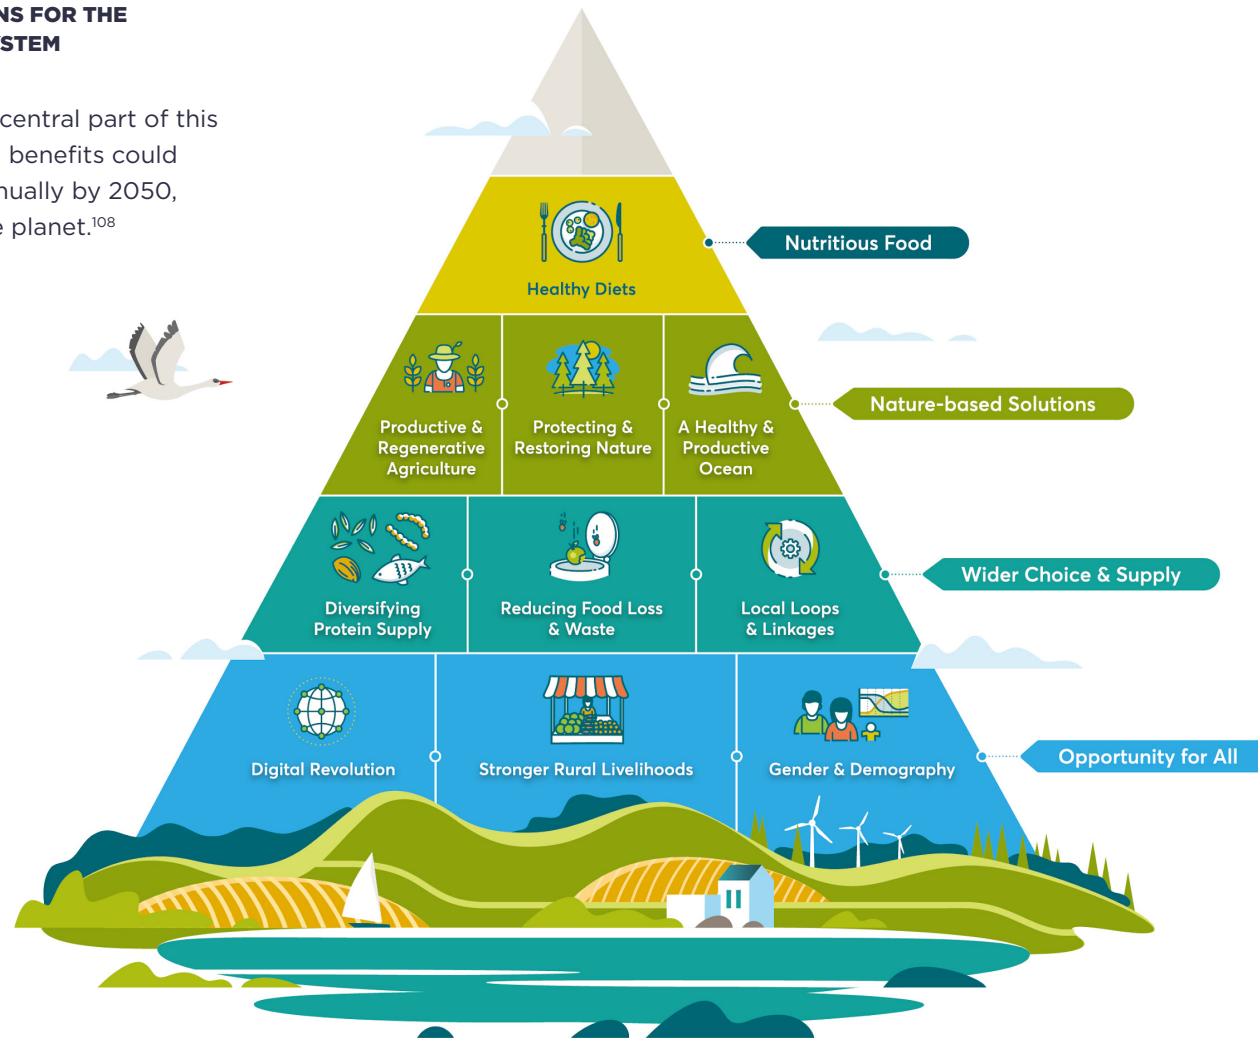 NS FOR THE
YSTEM
central part of this
benefits could
nually by 2050,
e planet.108
Healthy Diets
Nutritious Food
Productive &
Regenerative
Agriculture
Protecting &
Restoring Nature
A Healthy &
Productive
Ocean
Nature-based Solutions
Diversifying
Protein Supply
Reducing Food Loss
& Waste
Local Loops
& Linkages
Wider Choice & Supply
Digital Revolution
Stronger Rural Livelihoods
Gender & Demography
Opportunity for All